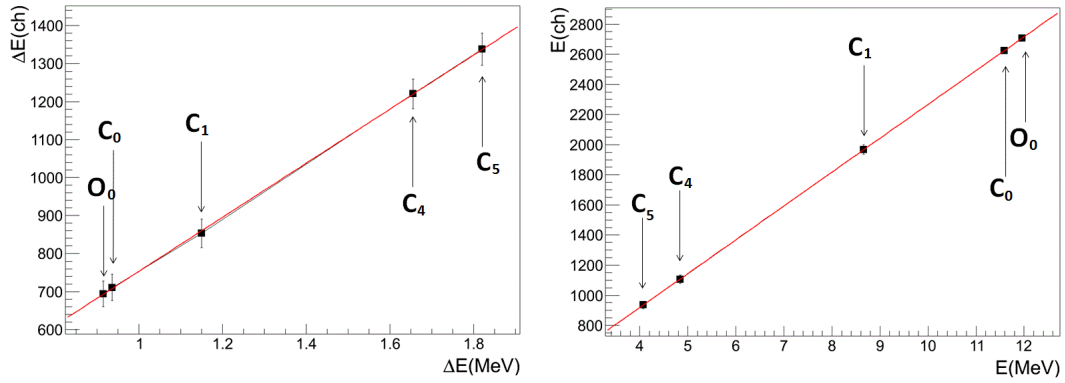 ΔE(ch)
1400
1300
1200
1100
1000
900
800
700
600
O₀
C₀
C₁
C₄
C₅
1
1.2
1.4
1.6
1.8
ΔE(MeV)
E(ch)
2800
2600
2400
2200
2000
1800
1600
1400
1200
1000
800
C₅
C₄
C₁
C₀
O₀
4
5
6
7
8
9
10
11
12
E(MeV)